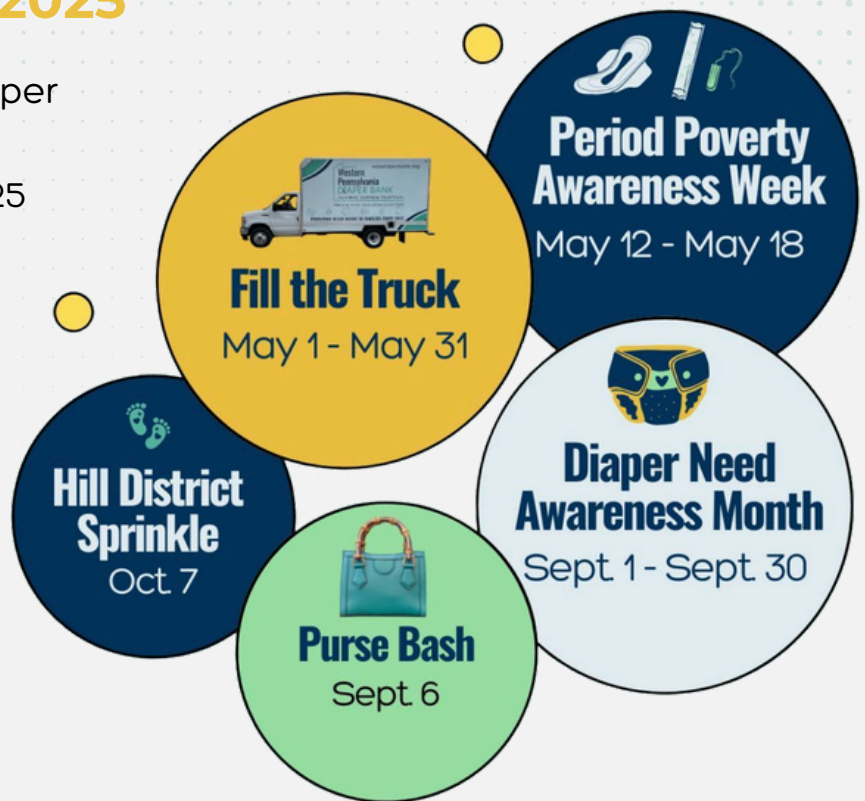 2025
per
25
Period Poverty
Awareness Week
May 12 - May 18
Western
Pennsylvania
DIAPER BANK
Fill the Truck
May 1 - May 31
Diaper Need
Awareness Month
Sept. 1 - Sept. 30
Hill District
Sprinkle
Oct. 7
Purse Bash
Sept. 6